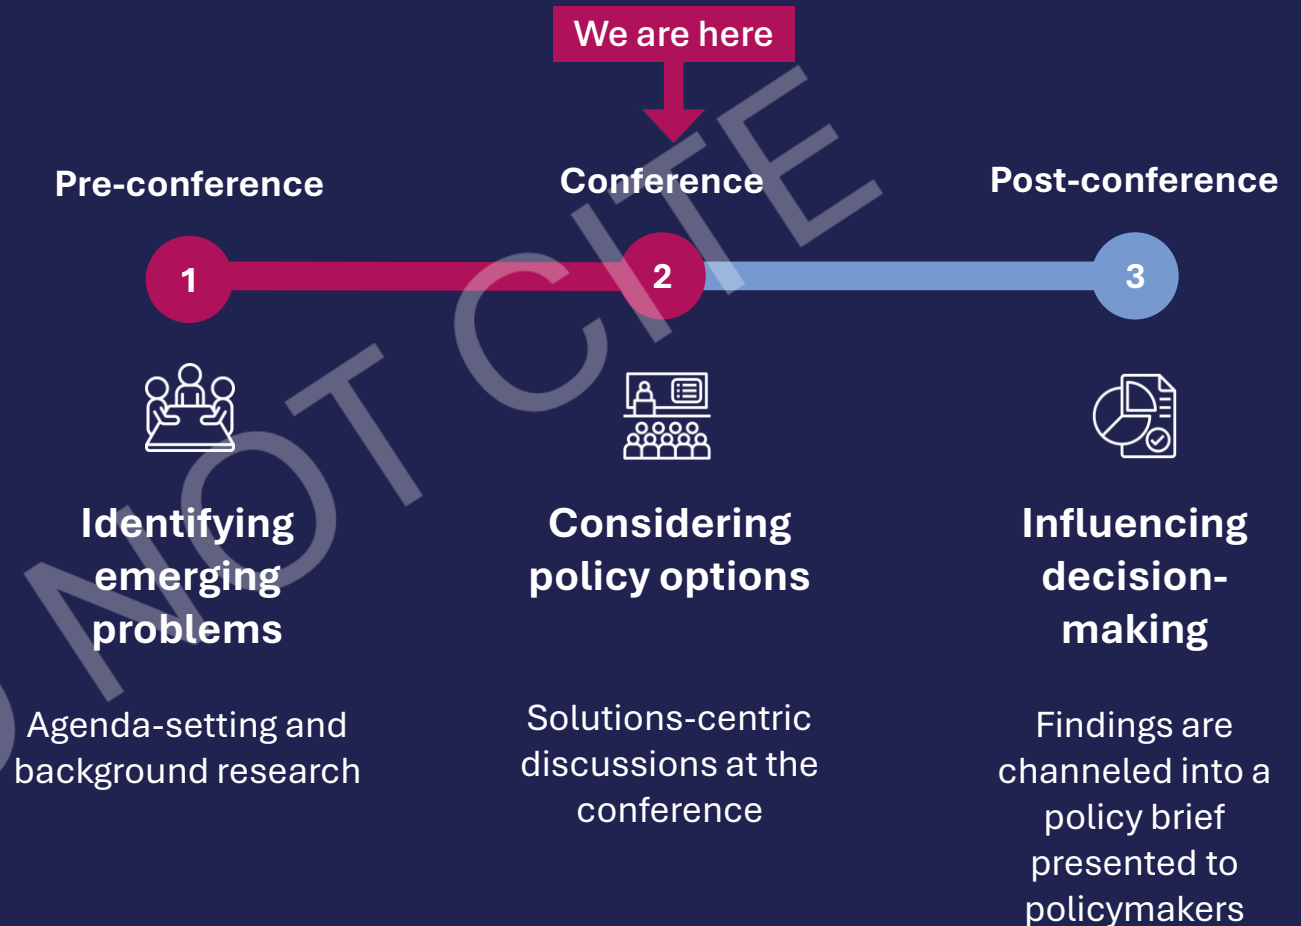 We are here
Pre-conference
Conference
Post-conference
1
2
3
Identifying
emerging
problems
Considering
policy options
Influencing
decision-
making
Agenda-setting and
background research
Solutions-centric
discussions at the
conference
Findings are
channeled into a
policy brief
presented to
policymakers
NOT CITE